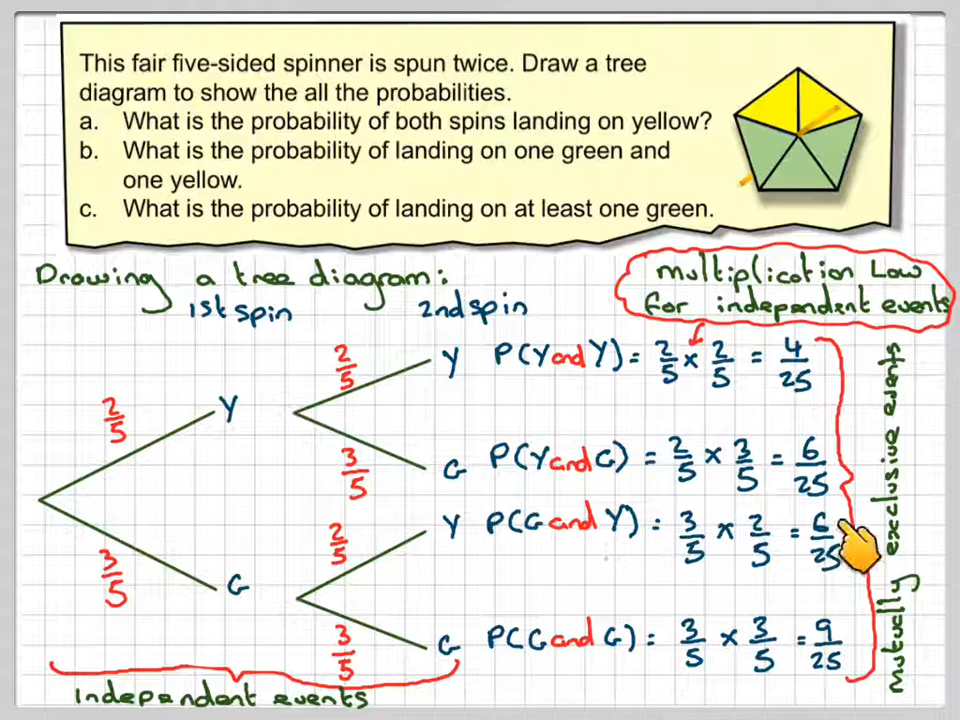 This fair five-sided spinner is spun twice. Draw a tree
diagram to show the all the probabilities.
a. What is the probability of both spins landing on yellow?
b. What is the probability of landing on one green and
one yellow.
c. What is the probability of landing on at least one green.
Drawing a tree diagram:
1st spin 2nd spin
multiplication Law
for independent events
2/5 Y P(Y and Y) = 2/5 × 2/5 = 4/25
2/5 Y
3/5 G P(Y and G) = 2/5 × 3/5 = 6/25
2/5 Y P(G and Y) = 3/5 × 2/5 = 6/25
3/5 G
3/5 G P(G and G) = 3/5 × 3/5 = 9/25
Independent events
mutually exclusive events